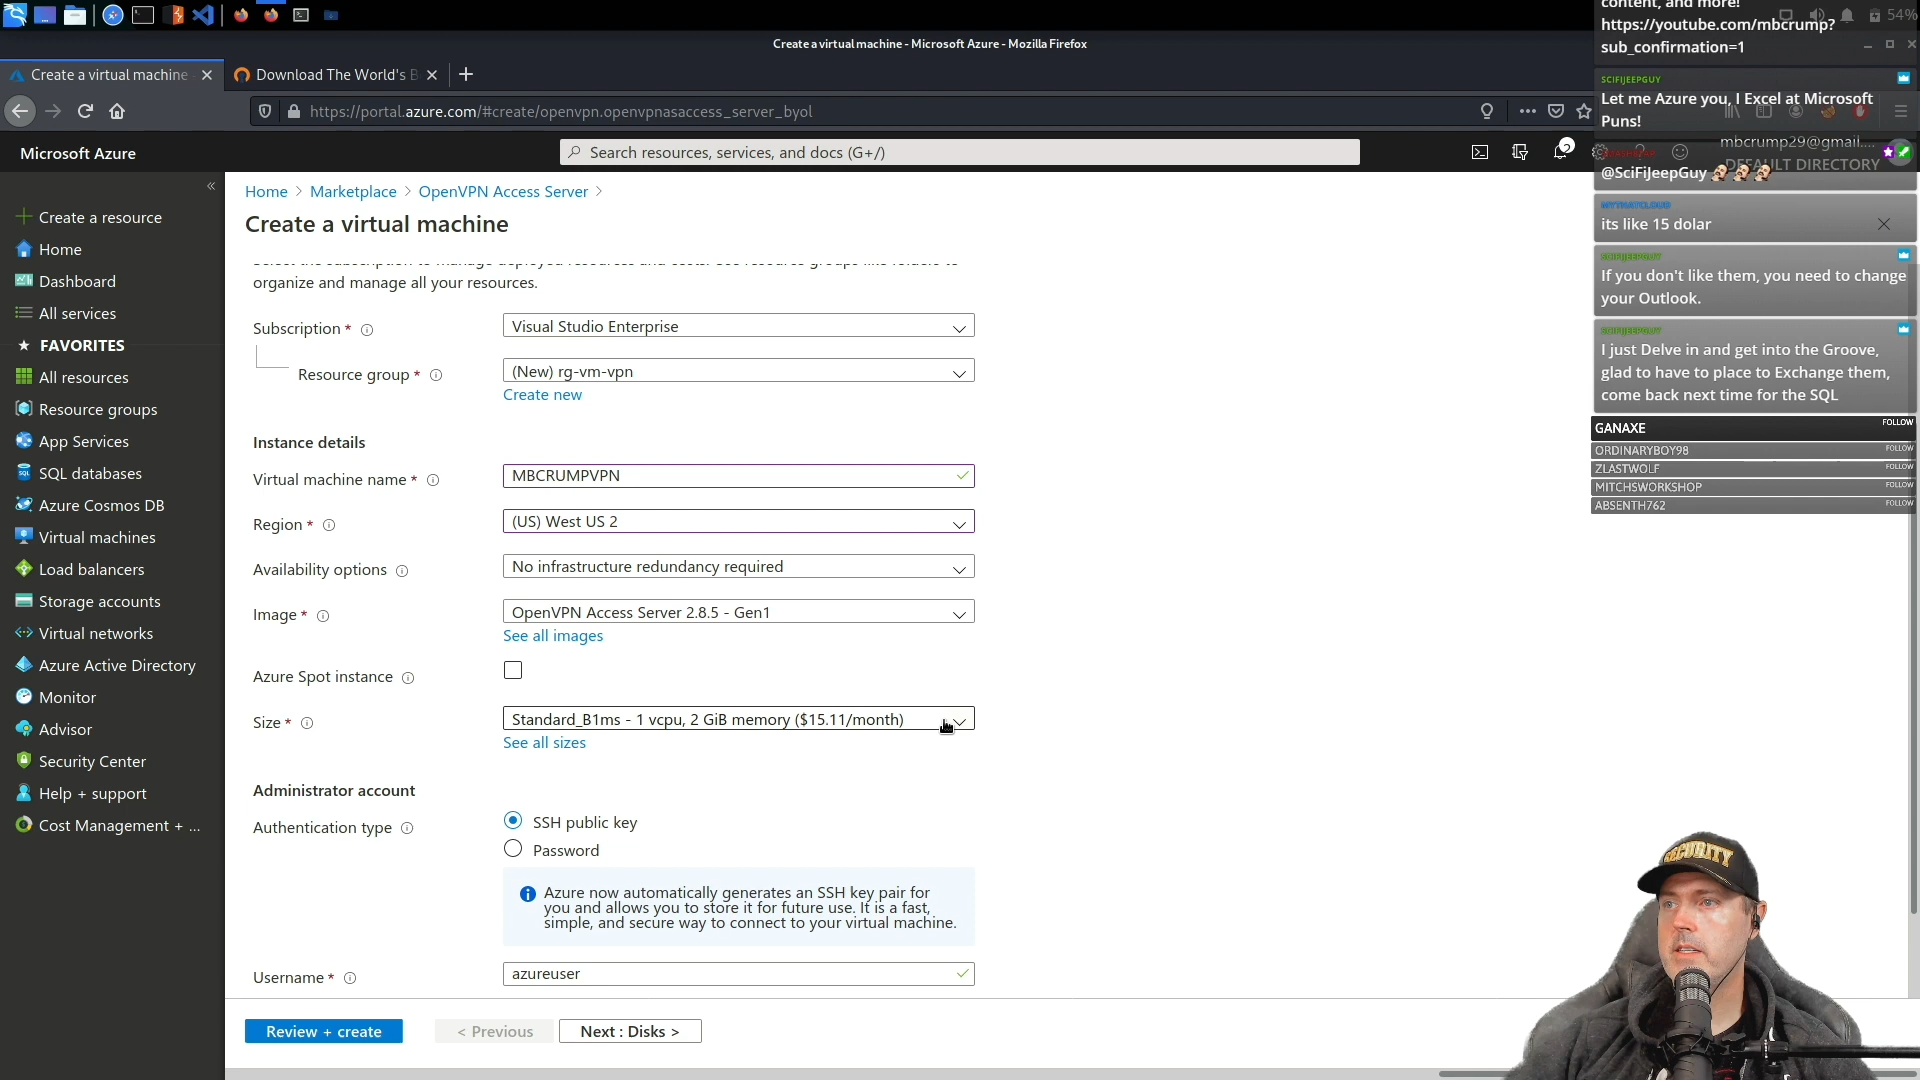 content, and more!
https://youtube.com/mbcrump?
sub_confirmation=1
54%
Create a virtual machine - Microsoft Azure - Mozilla Firefox
Create a virtual machine
Download The World's B
https://portal.azure.com/#create/openvpn.openvpnasaccess_server_byol
SCIFIJEEPGUY
Let me Azure you, I Excel at Microsoft
Puns!
Microsoft Azure
Search resources, services, and docs (G+/)
2
mbcrump29@gmail....
DEFAULT DIRECTORY
@SciFiJeepGuy
MYTHATCLOUD
its like 15 dolar
SCIFIJEEPGUY
If you don't like them, you need to change
your Outlook.
SCIFIJEEPGUY
I just Delve in and get into the Groove,
glad to have to place to Exchange them,
come back next time for the SQL
GANAXE FOLLOW
ORDINARYBOY98 FOLLOW
ZLASTWOLF FOLLOW
MITCHSWORKSHOP FOLLOW
ABSENTH762 FOLLOW
Create a resource
Home
Dashboard
All services
FAVORITES
All resources
Resource groups
App Services
SQL databases
Azure Cosmos DB
Virtual machines
Load balancers
Storage accounts
Virtual networks
Azure Active Directory
Monitor
Advisor
Security Center
Help + support
Cost Management + ...
Home > Marketplace > OpenVPN Access Server >
Create a virtual machine
organize and manage all your resources.
Subscription *
Visual Studio Enterprise
Resource group *
(New) rg-vm-vpn
Create new
Instance details
Virtual machine name *
MBCRUMPVPN
Region *
(US) West US 2
Availability options
No infrastructure redundancy required
Image *
OpenVPN Access Server 2.8.5 - Gen1
See all images
Azure Spot instance
Size *
Standard_B1ms - 1 vcpu, 2 GiB memory ($15.11/month)
See all sizes
Administrator account
Authentication type
SSH public key
Password
Azure now automatically generates an SSH key pair for
you and allows you to store it for future use. It is a fast,
simple, and secure way to connect to your virtual machine.
Username *
azureuser
Review + create
< Previous
Next : Disks >
SECURITY